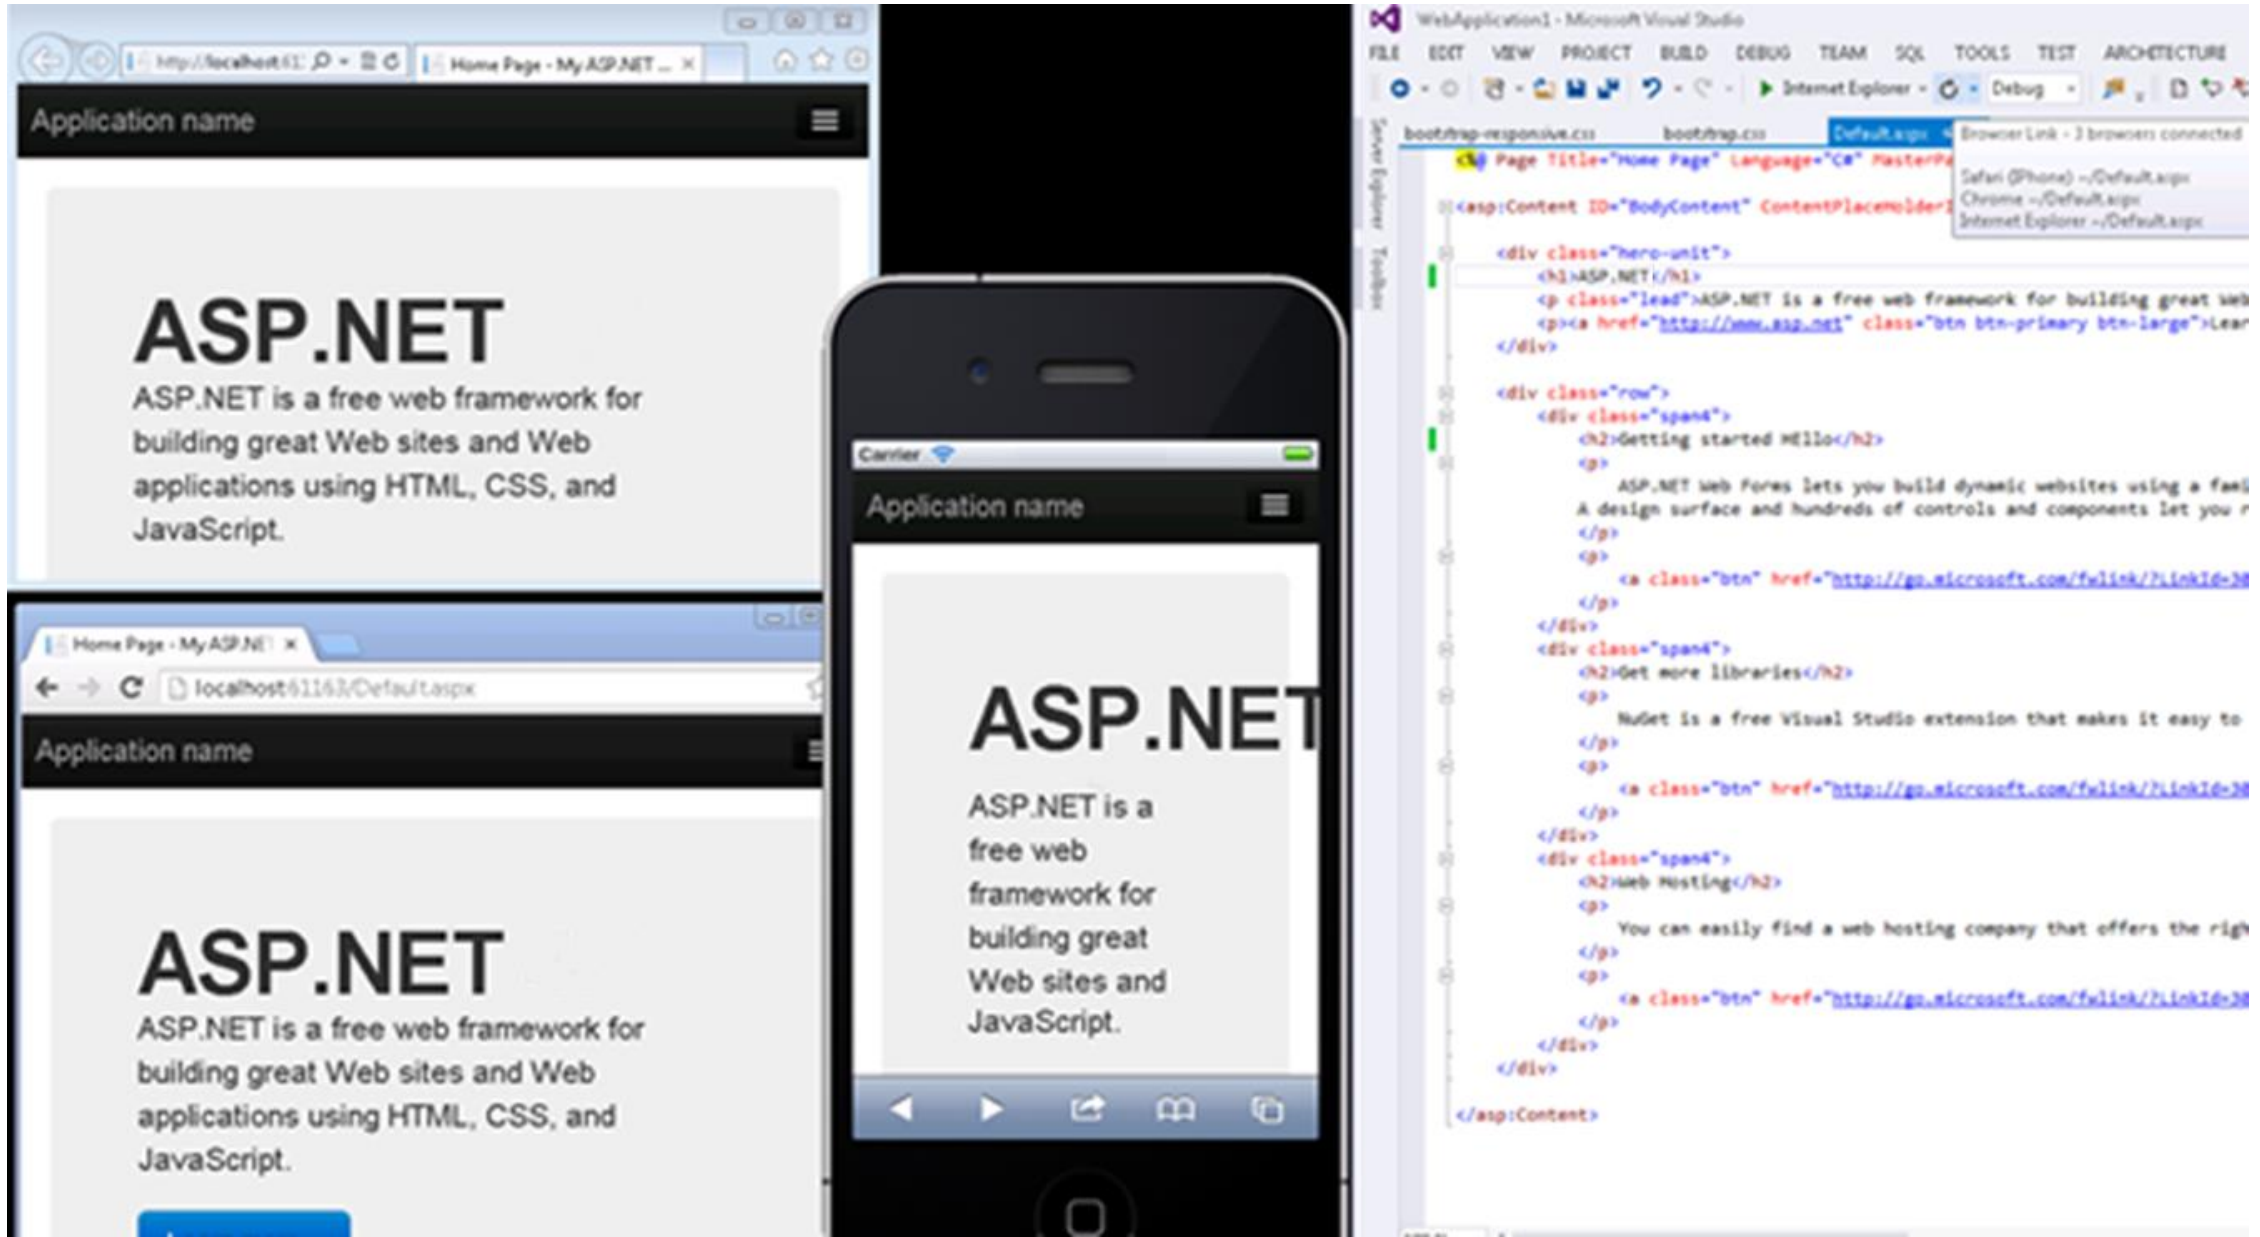 http://localhost:61
Home Page - My ASP.NET ...
Application name
ASP.NET
ASP.NET is a free web framework for
building great Web sites and Web
applications using HTML, CSS, and
JavaScript.
Home Page - My ASP.NET
localhost:61163/Default.aspx
Application name
ASP.NET
ASP.NET is a free web framework for
building great Web sites and Web
applications using HTML, CSS, and
JavaScript.
Carrier
Application name
ASP.NET
ASP.NET is a
free web
framework for
building great
Web sites and
JavaScript.
WebApplication1 - Microsoft Visual Studio
FILE EDIT VIEW PROJECT BUILD DEBUG TEAM SQL TOOLS TEST ARCHITECTURE
Internet Explorer Debug
Server Explorer
Toolbox
bootstrap-responsive.css bootstrap.css Default.aspx
Browser Link - 3 browsers connected
Safari (iPhone) ~/Default.aspx
Chrome ~/Default.aspx
Internet Explorer ~/Default.aspx
<%@ Page Title="Home Page" Language="C#" MasterPa
<asp:Content ID="BodyContent" ContentPlaceHolderI
<div class="hero-unit">
<h1>ASP.NET</h1>
<p class="lead">ASP.NET is a free web framework for building great Web
<p><a href="http://www.asp.net" class="btn btn-primary btn-large">Lear
</div>
<div class="row">
<div class="span4">
<h2>Getting started HEllo</h2>
<p>
ASP.NET Web Forms lets you build dynamic websites using a fami
A design surface and hundreds of controls and components let you r
</p>
<p>
<a class="btn" href="http://go.microsoft.com/fwlink/?LinkId=30
</p>
</div>
<div class="span4">
<h2>Get more libraries</h2>
<p>
NuGet is a free Visual Studio extension that makes it easy to
</p>
<p>
<a class="btn" href="http://go.microsoft.com/fwlink/?LinkId=30
</p>
</div>
<div class="span4">
<h2>Web Hosting</h2>
<p>
You can easily find a web hosting company that offers the righ
</p>
<p>
<a class="btn" href="http://go.microsoft.com/fwlink/?LinkId=30
</p>
</div>
</div>
</asp:Content>